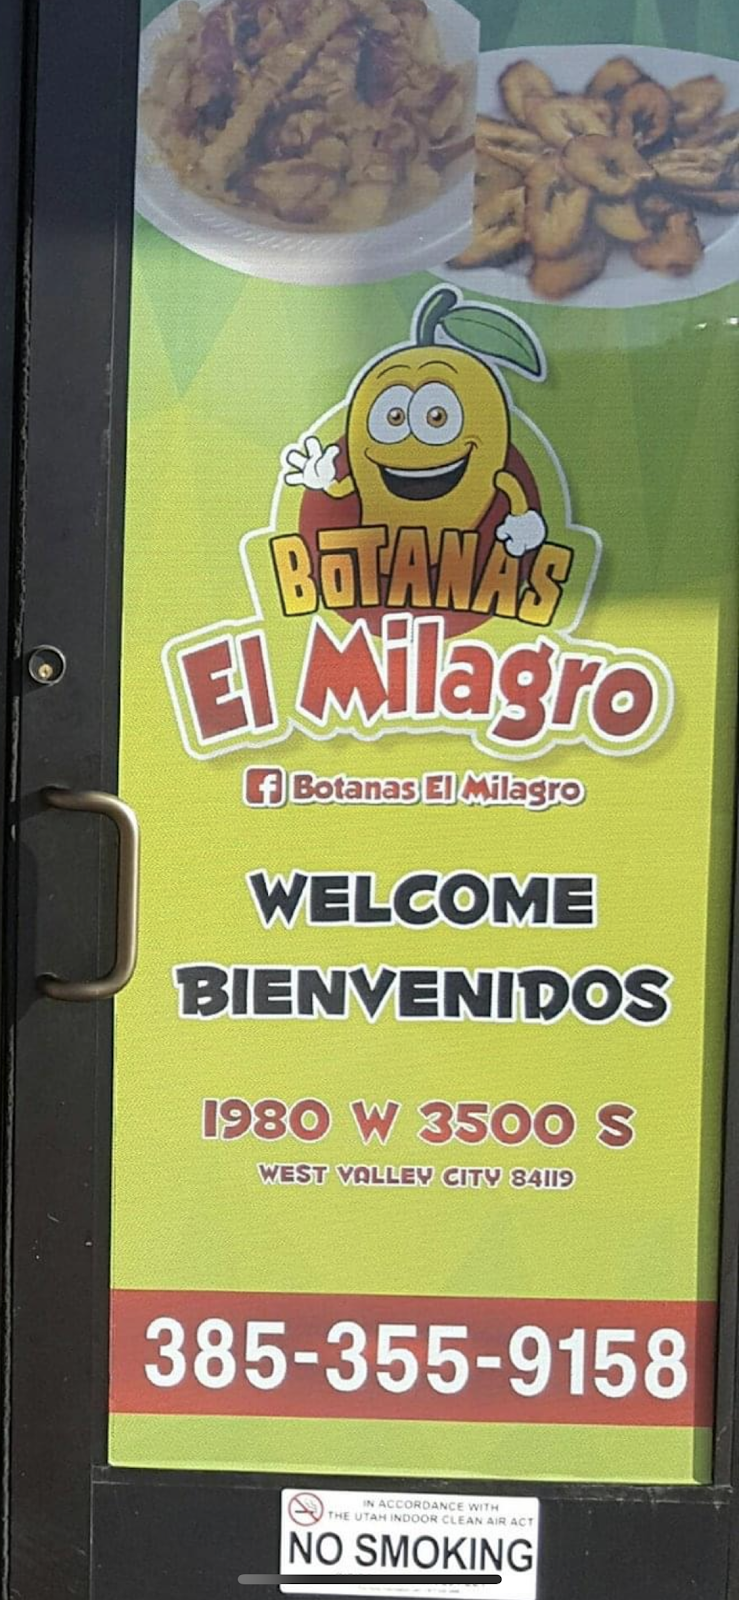 BOTANAS
El Milagro
f Botanas El Milagro
WELCOME
BIENVENIDOS
1980 W 3500 S
WEST VALLEY CITY 84119
385-355-9158
IN ACCORDANCE WITH
THE UTAH INDOOR CLEAN AIR ACT
NO SMOKING